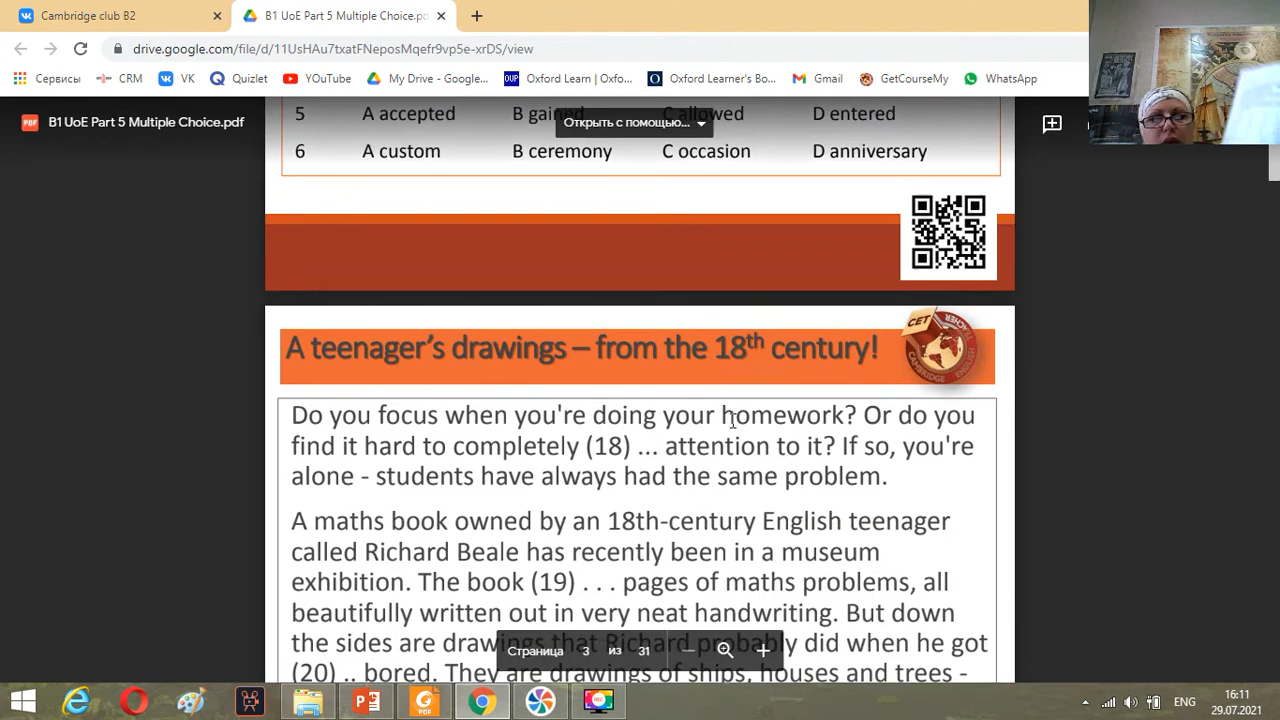 Cambridge club B2
B1 UoE Part 5 Multiple Choice.pd
drive.google.com/file/d/11UsHAu7txatFNeposMqefr9vp5e-xrDS/view
Сервисы CRM VK Quizlet YOUTube My Drive - Google... OUP Oxford Learn | Oxfo... Oxford Learner's Bo... Gmail GetCourseMy WhatsApp
PDF B1 UoE Part 5 Multiple Choice.pdf
Открыть с помощью...
5 A accepted B gained C allowed D entered
6 A custom B ceremony C occasion D anniversary
A teenager's drawings – from the 18th century!
CET
CAMBRIDGE ENGLISH TEACHER
Do you focus when you're doing your homework? Or do you
find it hard to completely (18) ... attention to it? If so, you're
alone - students have always had the same problem.
A maths book owned by an 18th-century English teenager
called Richard Beale has recently been in a museum
exhibition. The book (19) . . . pages of maths problems, all
beautifully written out in very neat handwriting. But down
the sides are drawings that Richard probably did when he got
(20) .. bored. They are drawings of ships, houses and trees -
Страница 3 из 31
ENG
16:11
29.07.2021